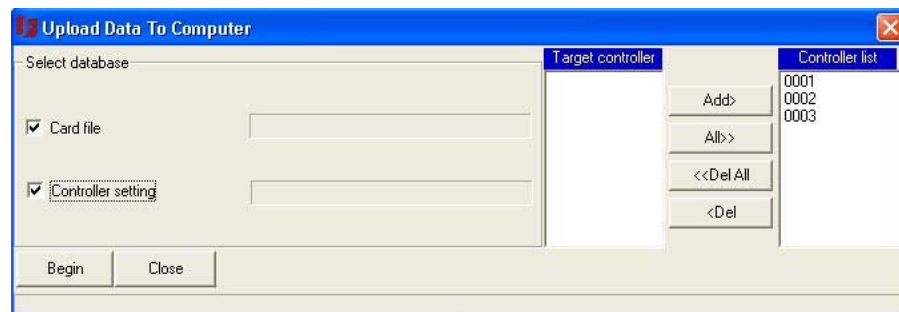 Upload Data To Computer
Select database
Card file
Controller setting
Target controller
Add>
All>>
<<Del All
<Del
Controller list
0001
0002
0003
Begin
Close